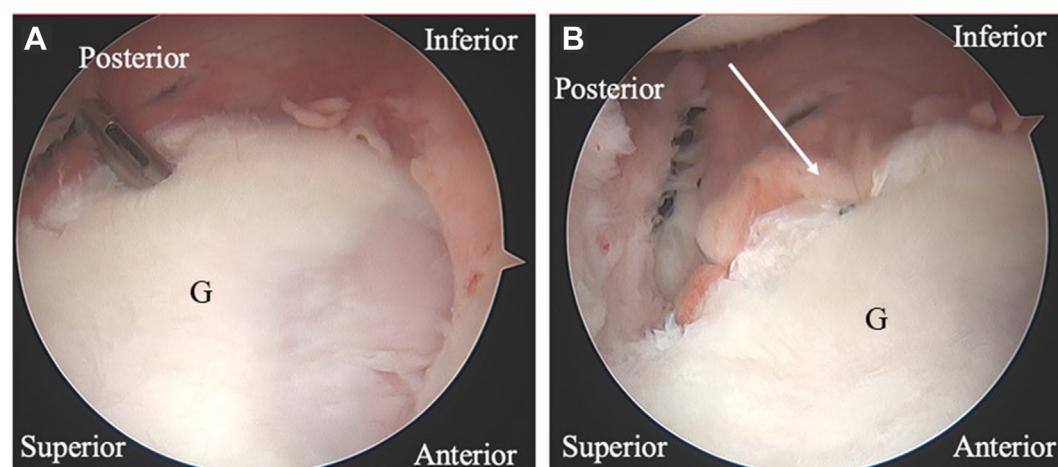 A
Posterior
Inferior
G
Superior
Anterior
B
Posterior
Inferior
G
Superior
Anterior